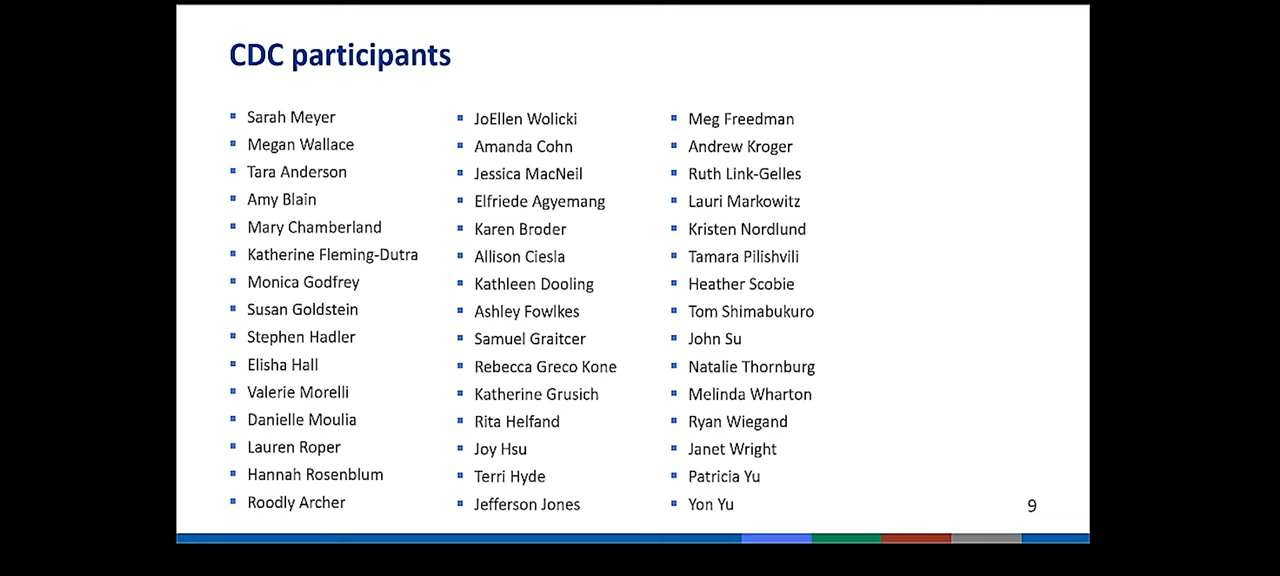 CDC participants
Sarah Meyer
Megan Wallace
Tara Anderson
Amy Blain
Mary Chamberland
Katherine Fleming-Dutra
Monica Godfrey
Susan Goldstein
Stephen Hadler
Elisha Hall
Valerie Morelli
Danielle Moulia
Lauren Roper
Hannah Rosenblum
Roodly Archer
JoEllen Wolicki
Amanda Cohn
Jessica MacNeil
Elfriede Agyemang
Karen Broder
Allison Ciesla
Kathleen Dooling
Ashley Fowlkes
Samuel Graitcer
Rebecca Greco Kone
Katherine Grusich
Rita Helfand
Joy Hsu
Terri Hyde
Jefferson Jones
Meg Freedman
Andrew Kroger
Ruth Link-Gelles
Lauri Markowitz
Kristen Nordlund
Tamara Pilishvili
Heather Scobie
Tom Shimabukuro
John Su
Natalie Thornburg
Melinda Wharton
Ryan Wiegand
Janet Wright
Patricia Yu
Yon Yu
9